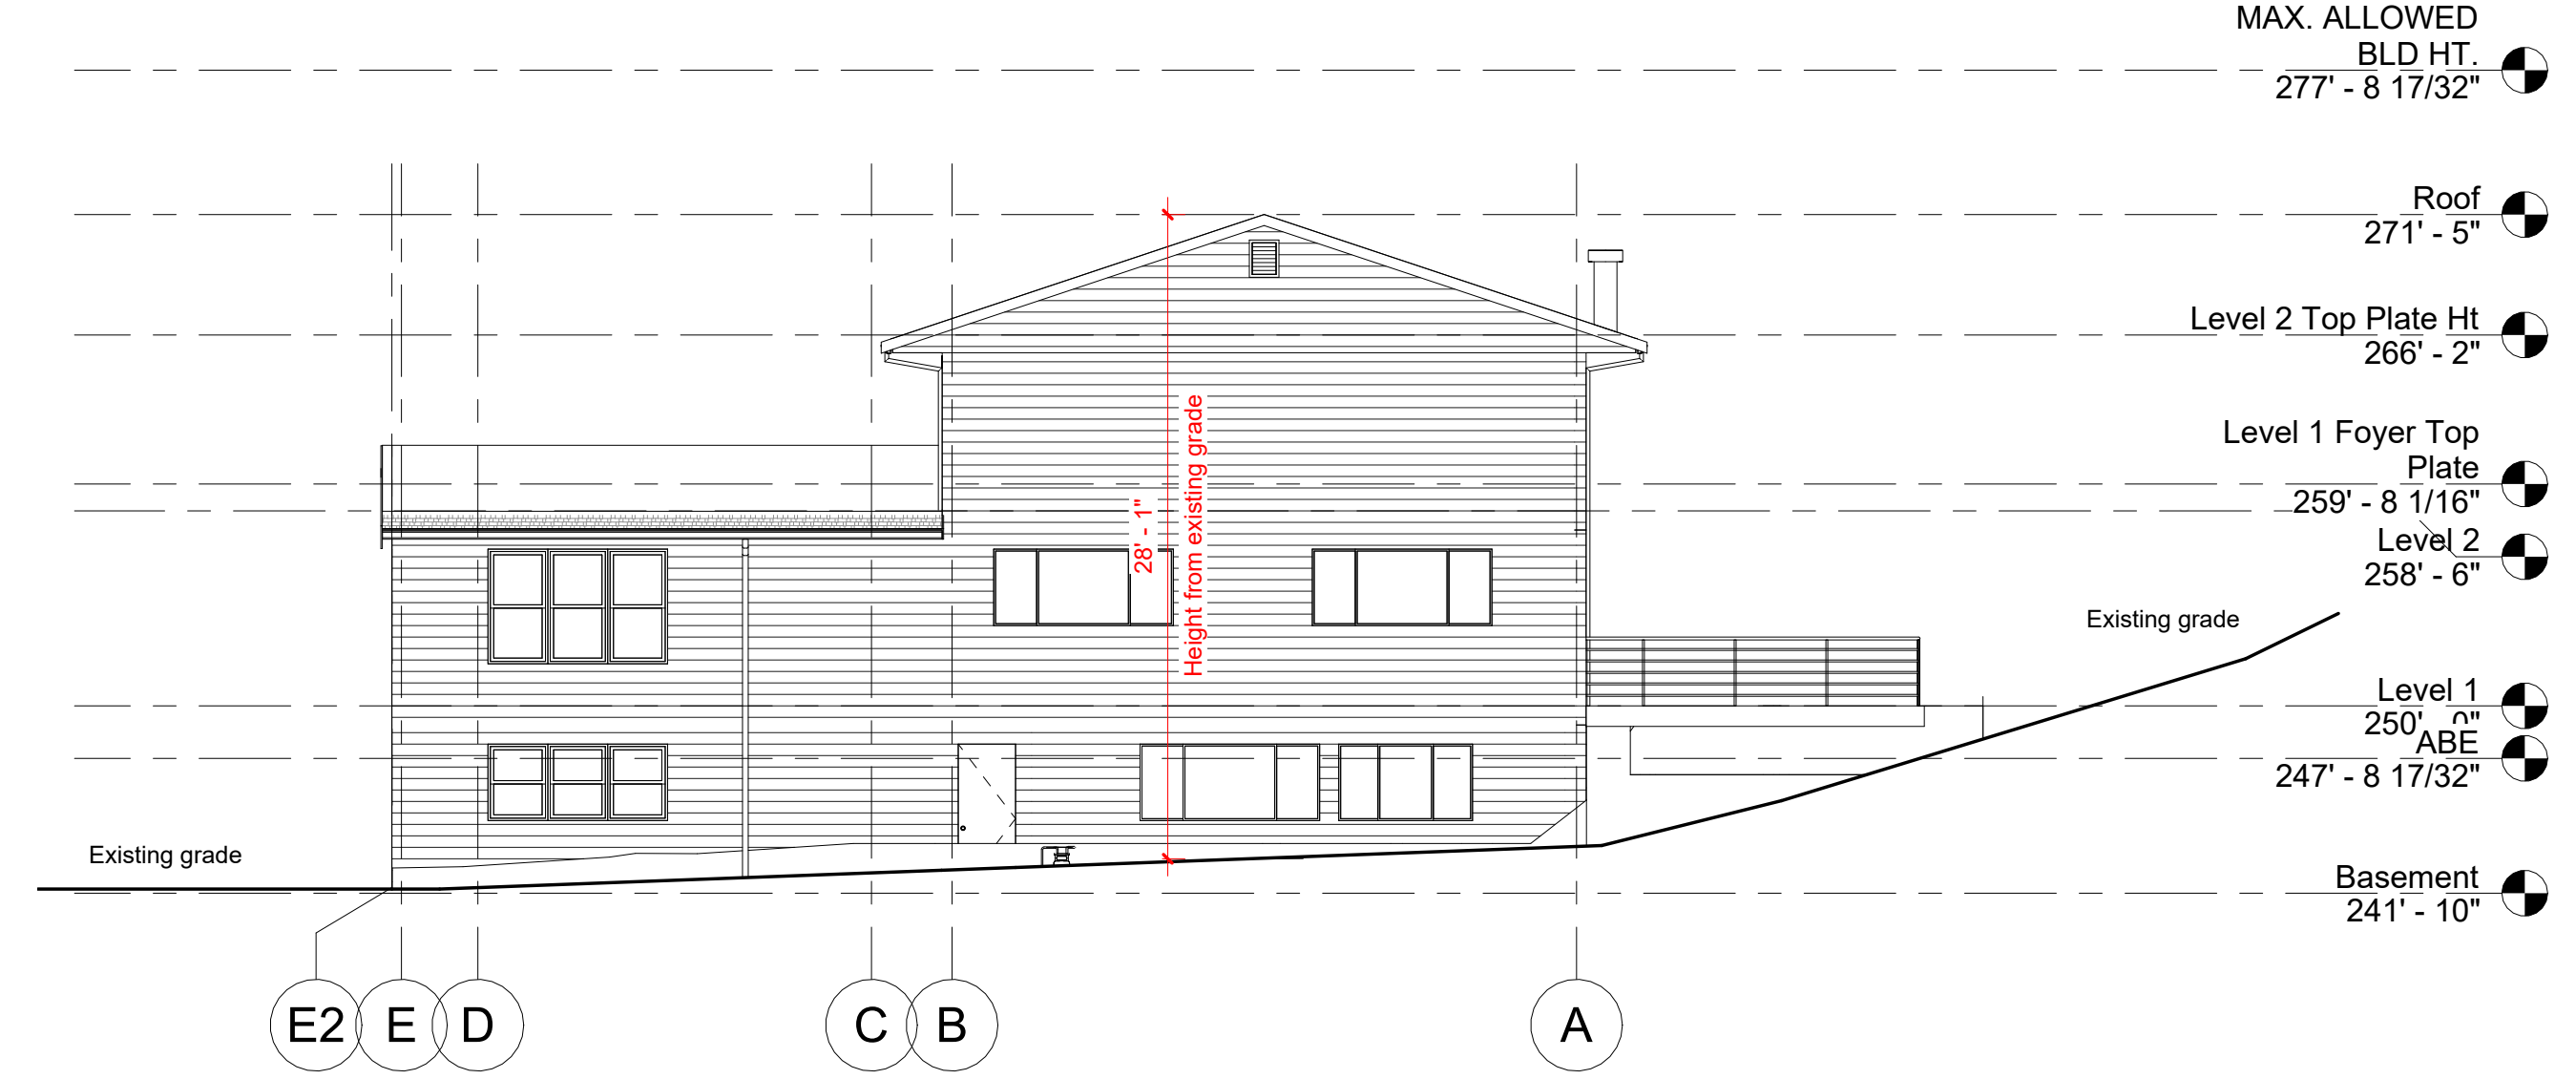 MAX. ALLOWED
BLD HT.
277' - 8 17/32"
Roof
271' - 5"
Level 2 Top Plate Ht
266' - 2"
Level 1 Foyer Top
Plate
259' - 8 1/16"
Level 2
258' - 6"
28' - 1"
Height from existing grade
Existing grade
Level 1
250' - 0"
ABE
247' - 8 17/32"
Existing grade
Basement
241' - 10"
E2
E
D
C
B
A